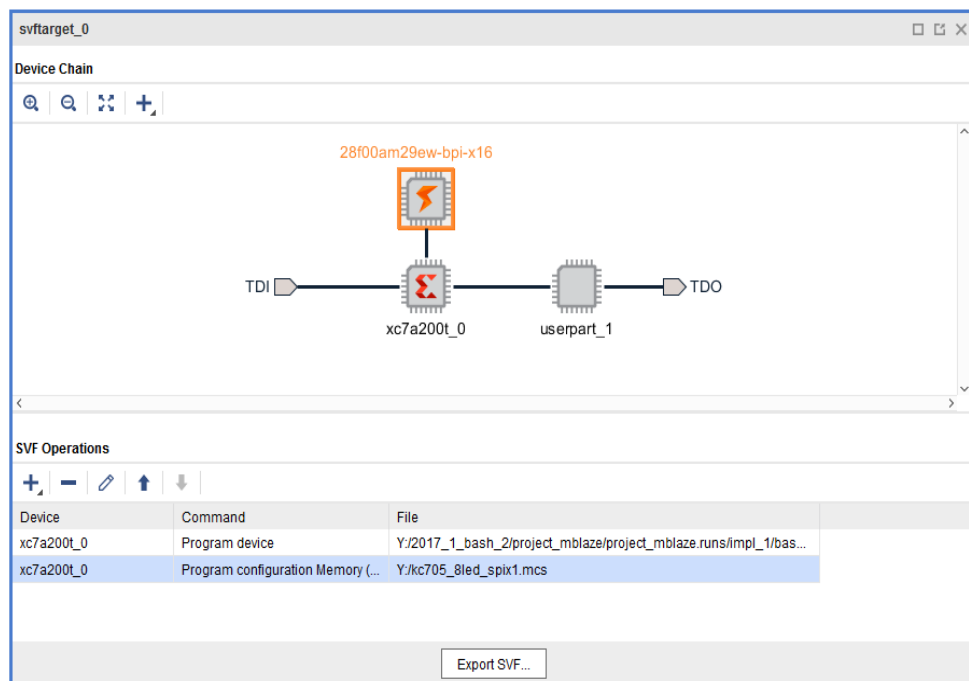 svftarget_0
Device Chain
28f00am29ew-bpi-x16
TDI
TDO
xc7a200t_0
userpart_1
SVF Operations
Device Command File
xc7a200t_0 Program device Y:/2017_1_bash_2/project_mblaze/project_mblaze.runs/impl_1/bas...
xc7a200t_0 Program configuration Memory (... Y:/kc705_8led_spix1.mcs
Export SVF...